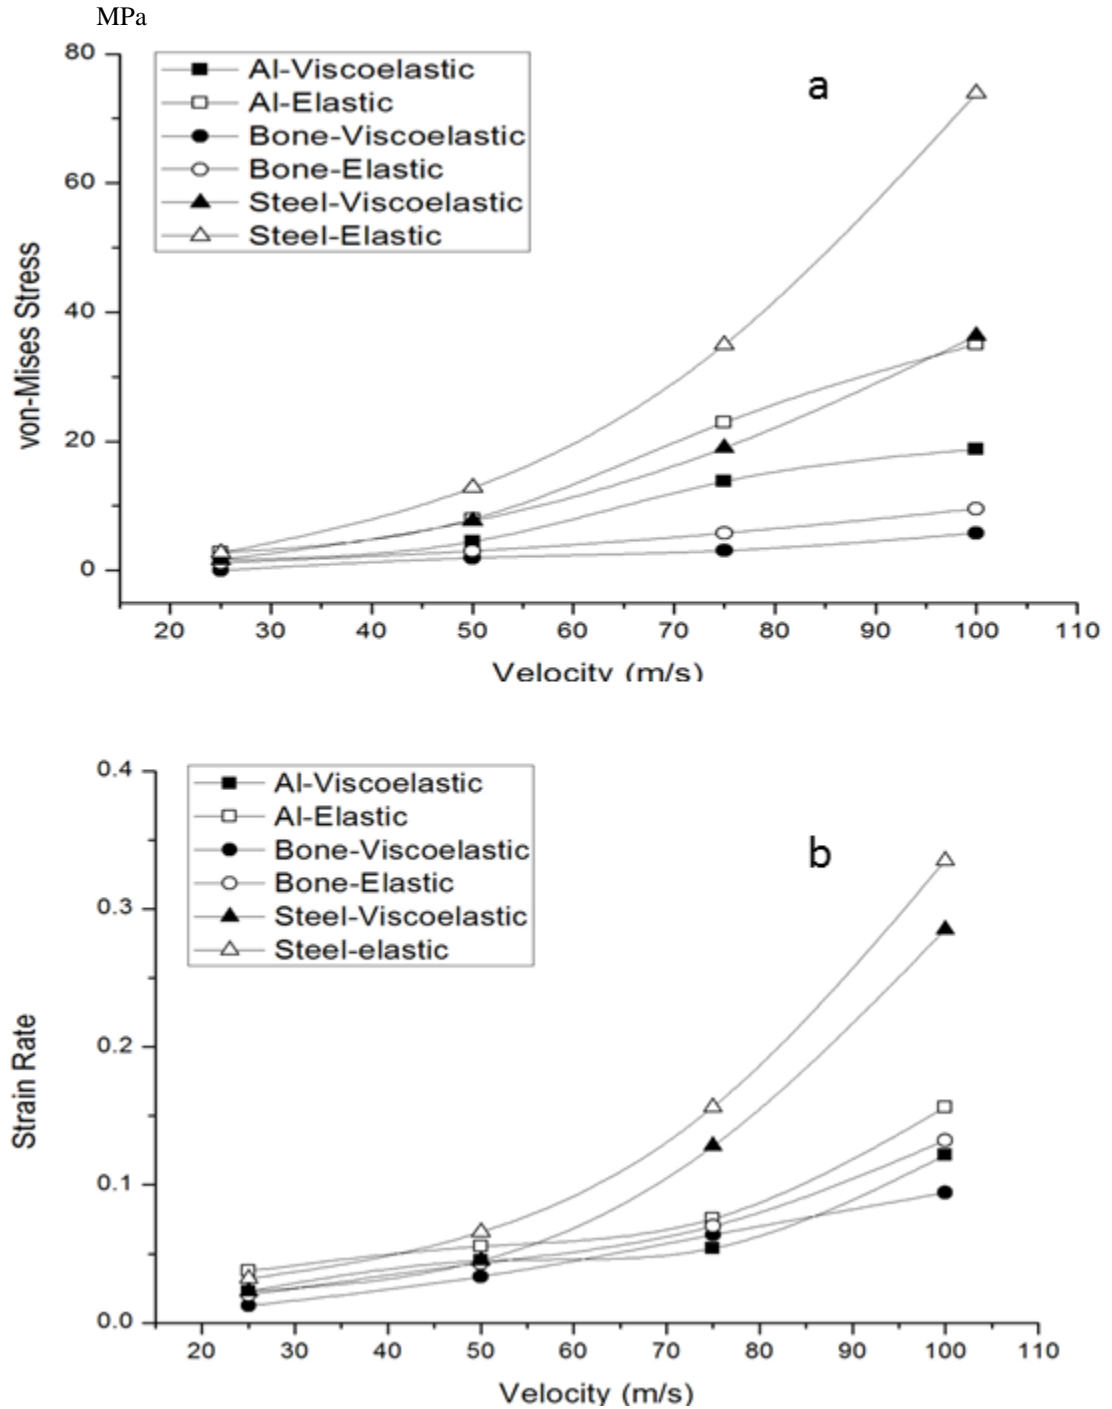 MPa
80
60
40
20
0
von-Mises Stress
Al-Viscoelastic
Al-Elastic
Bone-Viscoelastic
Bone-Elastic
Steel-Viscoelastic
Steel-Elastic
a
20 30 40 50 60 70 80 90 100 110
Velocity (m/s)
0.4
0.3
0.2
0.1
0.0
Strain Rate
Al-Viscoelastic
Al-Elastic
Bone-Viscoelastic
Bone-Elastic
Steel-Viscoelastic
Steel-elastic
b
20 30 40 50 60 70 80 90 100 110
Velocity (m/s)